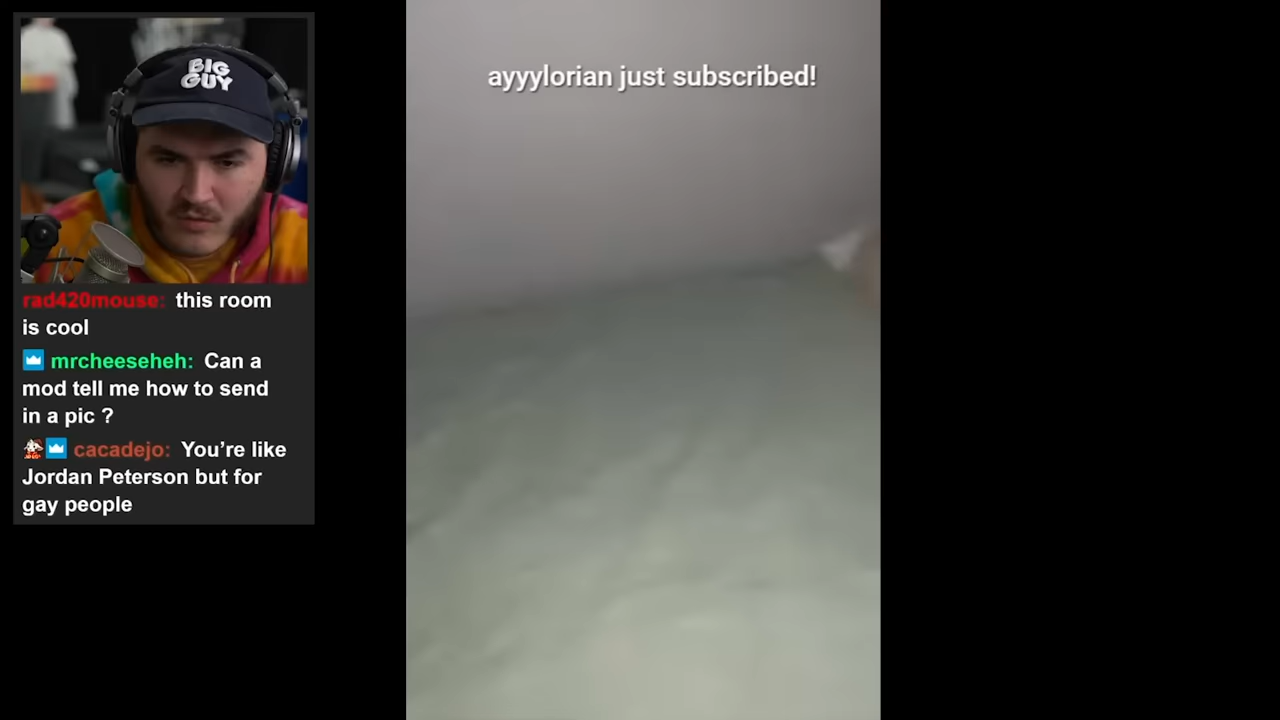 BIG
GUY
ayyylorian just subscribed!
rad420mouse: this room
is cool
mrcheeseheh: Can a
mod tell me how to send
in a pic ?
cacadejo: You’re like
Jordan Peterson but for
gay people